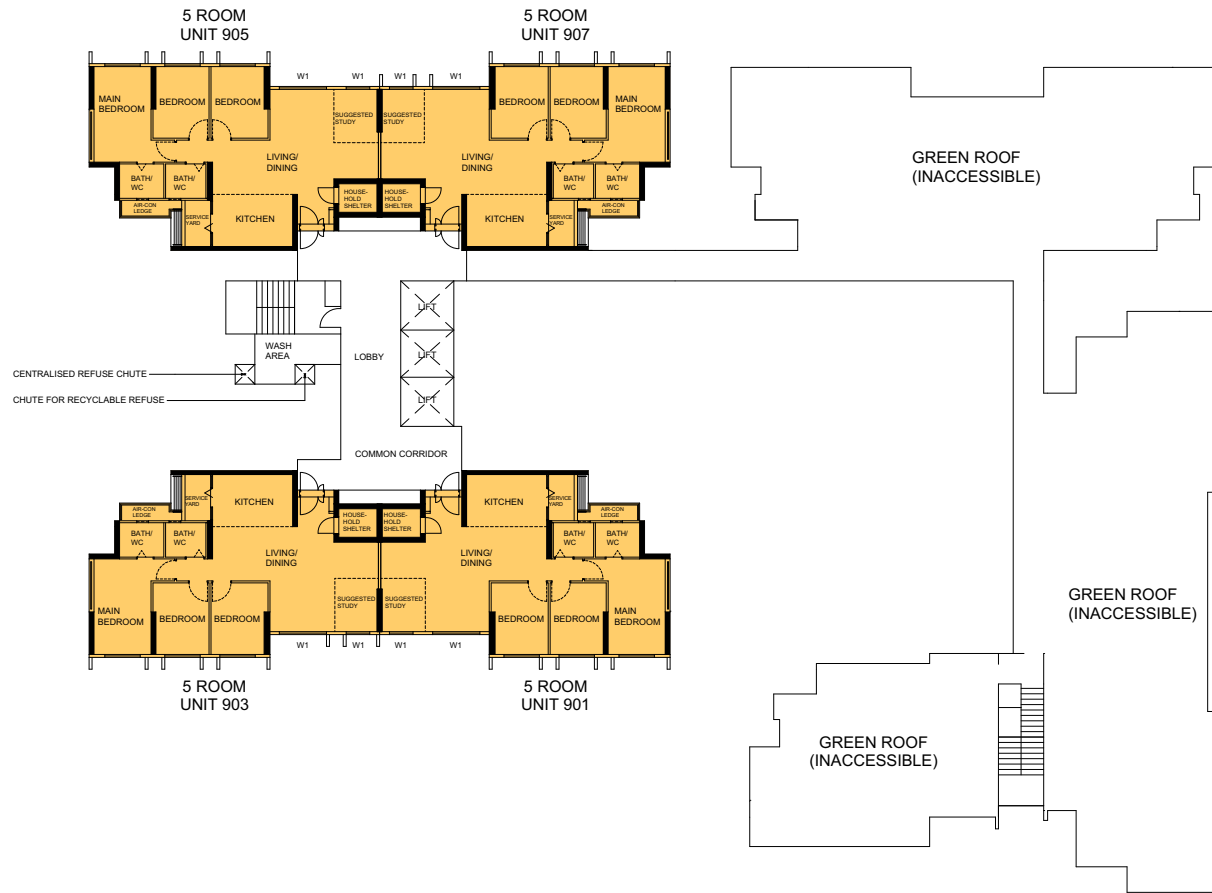 5 ROOM
UNIT 905
5 ROOM
UNIT 907
W1
W1
W1
W1
MAIN
BEDROOM
BEDROOM
BEDROOM
SUGGESTED
STUDY
SUGGESTED
STUDY
BEDROOM
BEDROOM
MAIN
BEDROOM
LIVING/
DINING
LIVING/
DINING
BATH/
WC
BATH/
WC
BATH/
WC
BATH/
WC
HOUSE-
HOLD
SHELTER
HOUSE-
HOLD
SHELTER
AIR-CON
LEDGE
SERVICE
YARD
KITCHEN
KITCHEN
SERVICE
YARD
AIR-CON
LEDGE
GREEN ROOF
(INACCESSIBLE)
LIFT
WASH
AREA
LOBBY
LIFT
CENTRALISED REFUSE CHUTE
CHUTE FOR RECYCLABLE REFUSE
LIFT
COMMON CORRIDOR
SERVICE
YARD
KITCHEN
KITCHEN
SERVICE
YARD
AIR-CON
LEDGE
HOUSE-
HOLD
SHELTER
HOUSE-
HOLD
SHELTER
AIR-CON
LEDGE
BATH/
WC
BATH/
WC
BATH/
WC
BATH/
WC
LIVING/
DINING
LIVING/
DINING
MAIN
BEDROOM
BEDROOM
BEDROOM
SUGGESTED
STUDY
SUGGESTED
STUDY
BEDROOM
BEDROOM
MAIN
BEDROOM
W1
W1
W1
W1
5 ROOM
UNIT 903
5 ROOM
UNIT 901
GREEN ROOF
(INACCESSIBLE)
GREEN ROOF
(INACCESSIBLE)